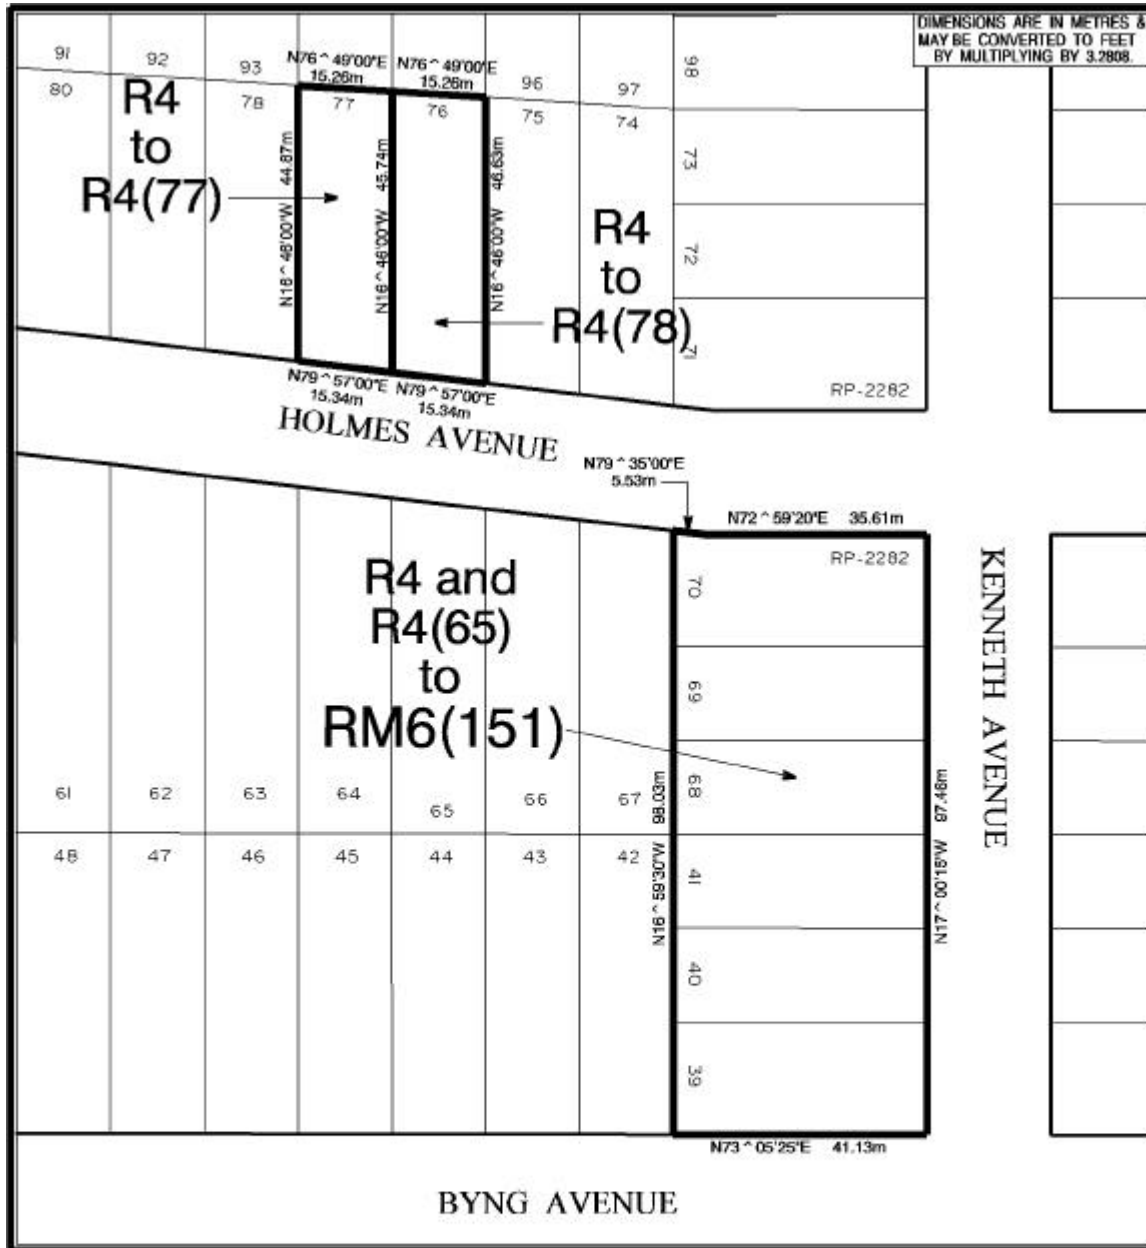 DIMENSIONS ARE IN METRES &
MAY BE CONVERTED TO FEET
BY MULTIPLYING BY 3.2808.
91
92
93
N76^49'00"E
15.26m
N76^49'00"E
15.26m
96
97
98
80
78
77
76
75
74
73
72
71
R4
to
R4(77)
N16^46'00"W 44.87m
N16^46'00"W 45.74m
N16^46'00"W 46.63m
R4
to
R4(78)
RP-2282
N79^57'00"E
15.34m
N79^57'00"E
15.34m
HOLMES AVENUE
N79^35'00"E
5.53m
N72^59'20"E 35.61m
RP-2282
R4 and
R4(65)
to
RM6(151)
70
69
68
41
40
39
61
62
63
64
65
66
67
48
47
46
45
44
43
42
N16^59'30"W 98.03m
N17^00'15"W 97.46m
KENNETH AVENUE
N73^05'25"E 41.13m
BYNG AVENUE